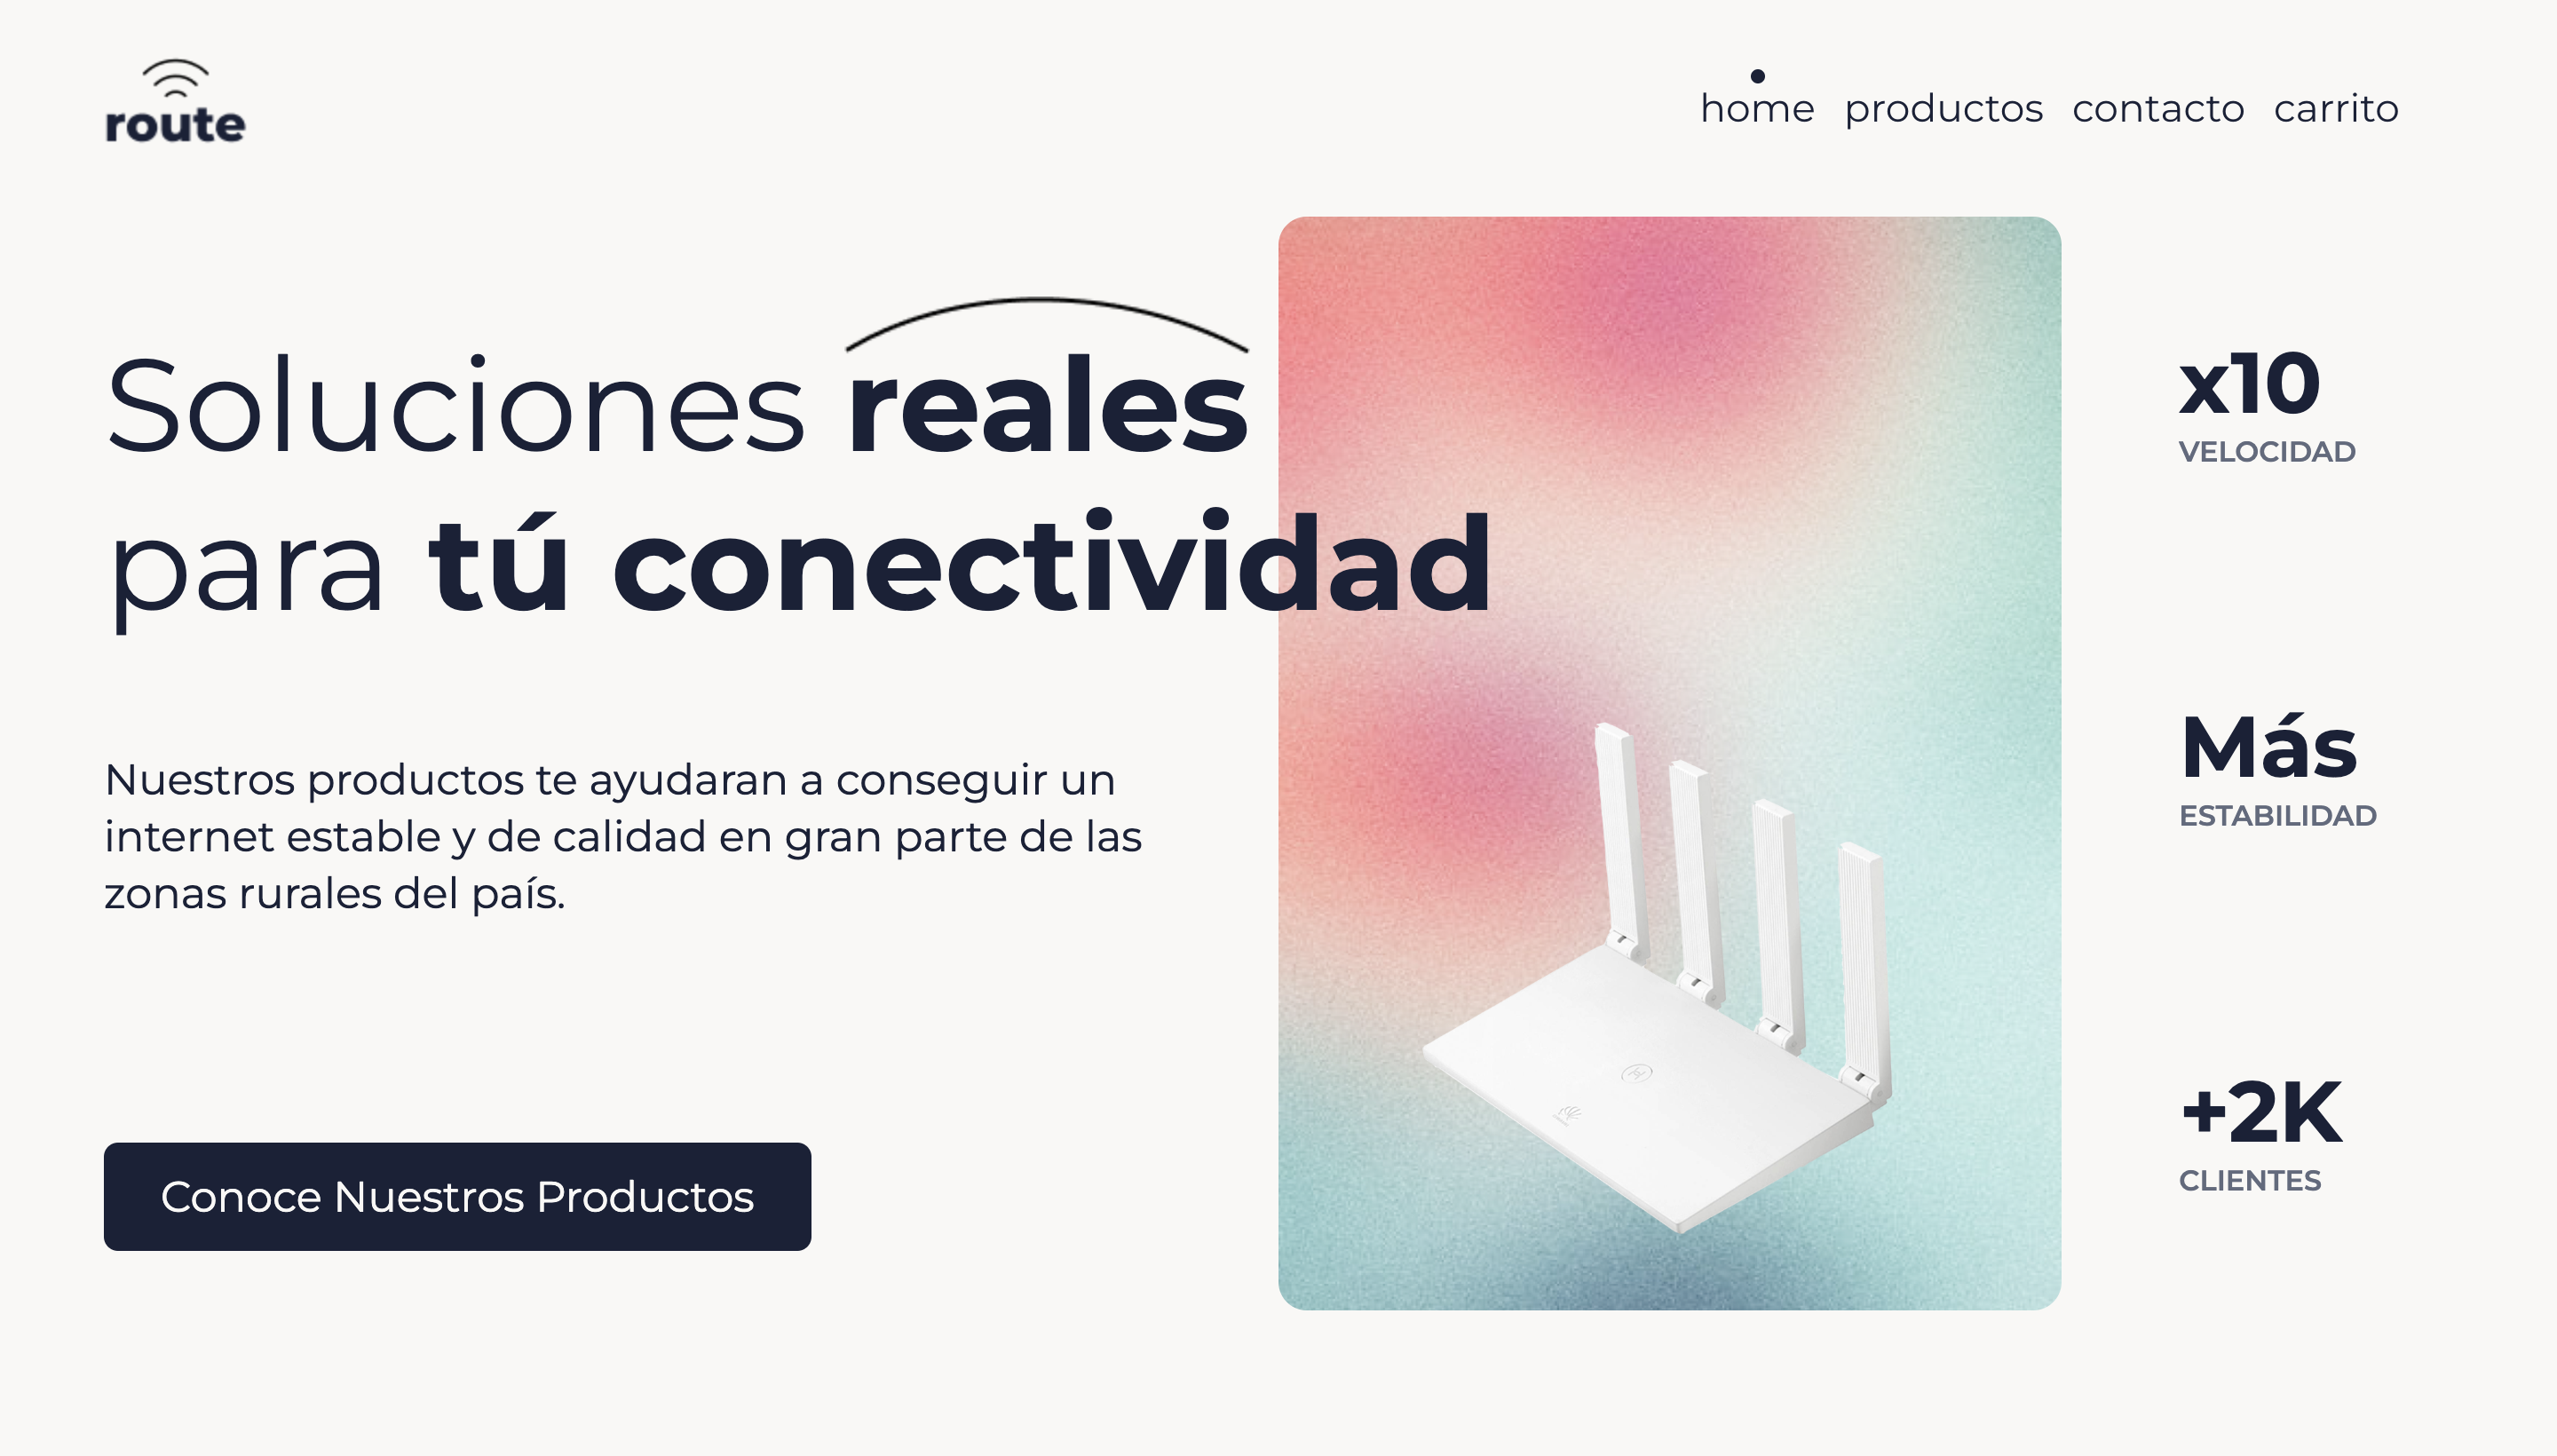 route
home productos contacto carrito
Soluciones reales
para tú conectividad
Nuestros productos te ayudaran a conseguir un
internet estable y de calidad en gran parte de las
zonas rurales del país.
Conoce Nuestros Productos
x10
VELOCIDAD
Más
ESTABILIDAD
+2K
CLIENTES